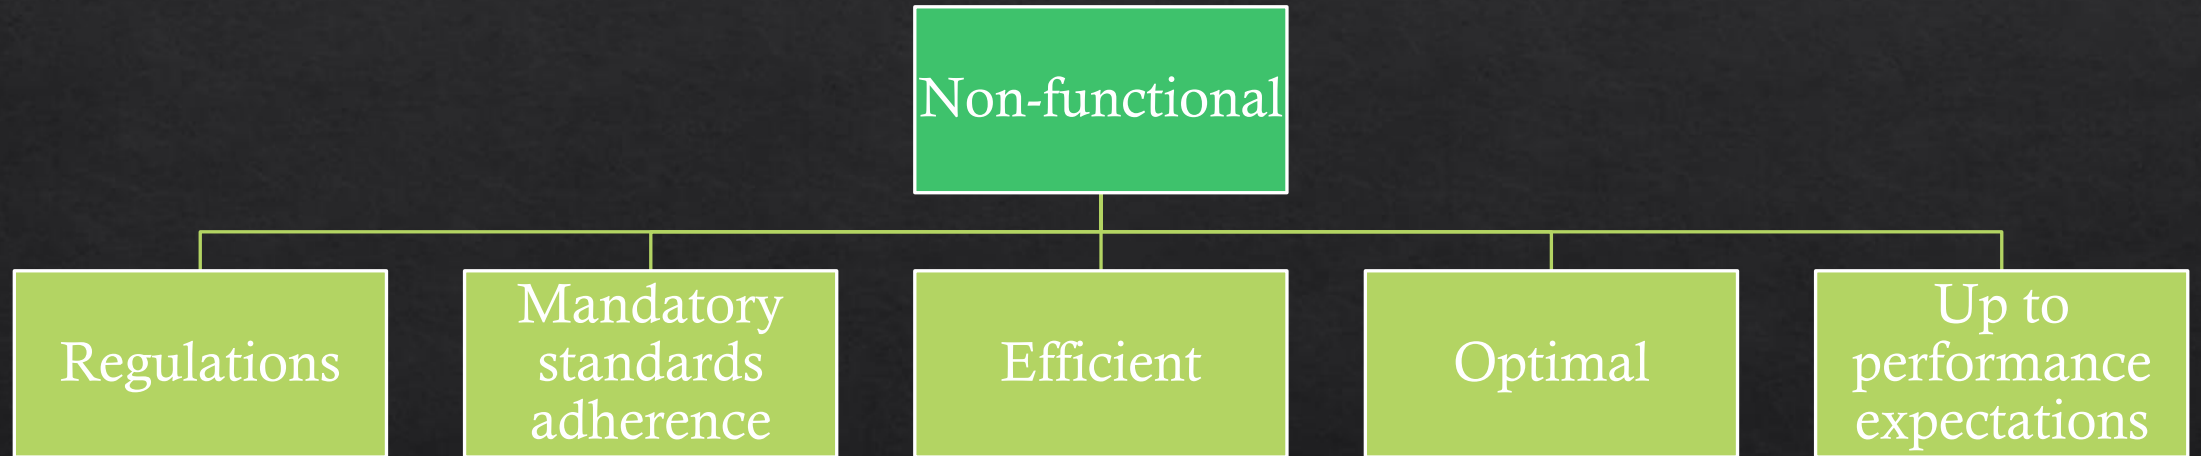 Non-functional
Regulations
Mandatory
standards
adherence
Efficient
Optimal
Up to
performance
expectations